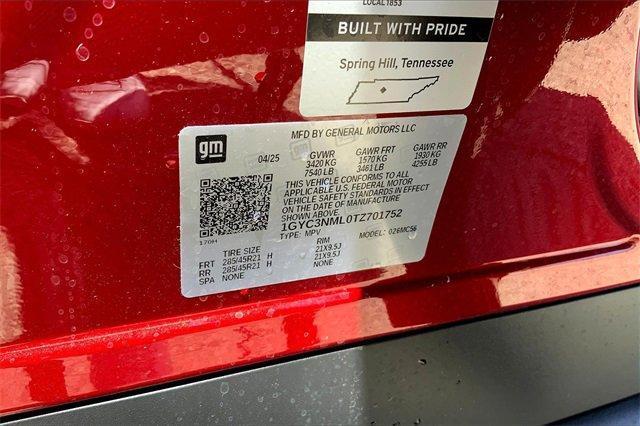 LOCAL 1853
BUILT WITH PRIDE
Spring Hill, Tennessee
gm
MFD BY GENERAL MOTORS LLC
04/25 GVWR GAWR FRT GAWR RR
3420 KG 1570 KG 1930 KG
7540 LB 3461 LB 4255 LB
THIS VEHICLE CONFORMS TO ALL
APPLICABLE U.S. FEDERAL MOTOR
VEHICLE SAFETY STANDARDS IN EFFECT
ON THE DATE OF MANUFACTURE
SHOWN ABOVE.
1GYC3NML0TZ701752
TYPE: MPV MODEL: 026MC56
170H
TIRE SIZE RIM
FRT 285/45R21 H 21X9.5J
RR 285/45R21 H 21X9.5J
SPA NONE NONE